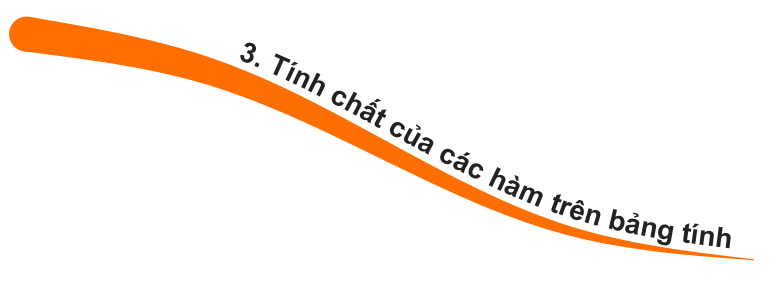 3. Tính chất của các hàm trên bảng tính